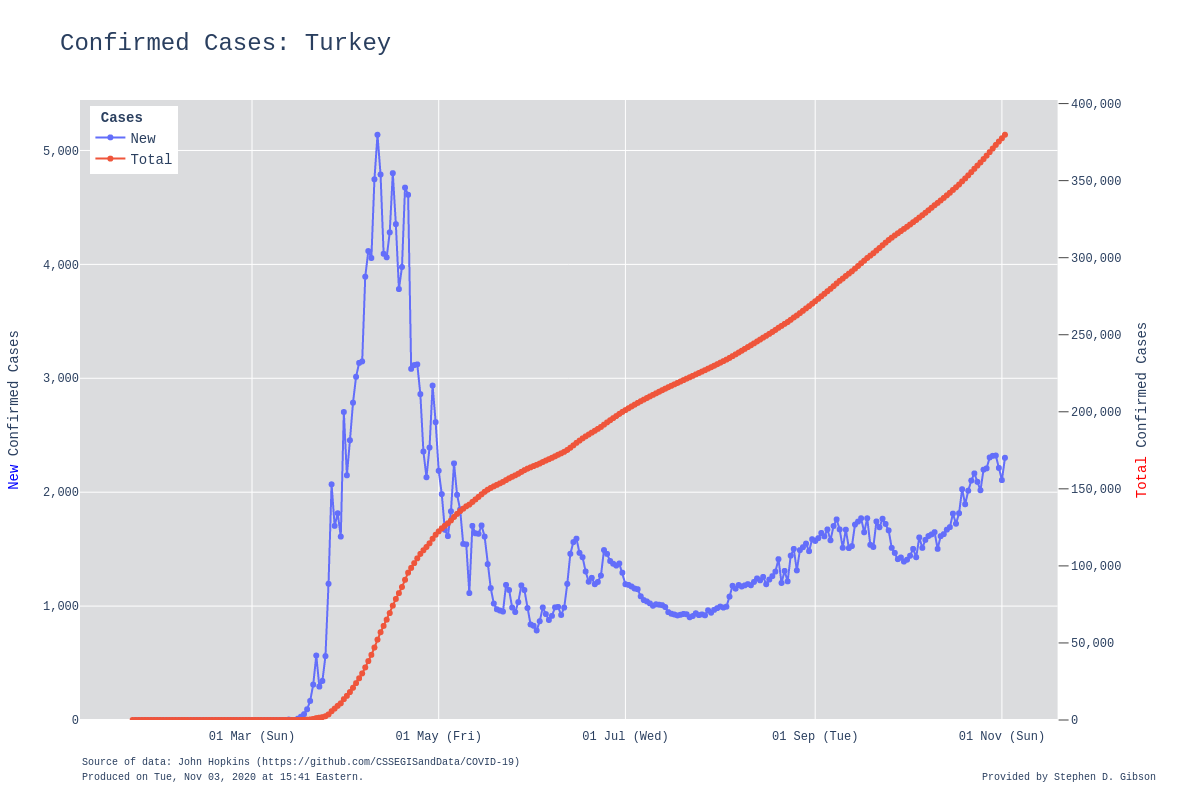 Confirmed Cases: Turkey
Cases
New
Total
5,000
4,000
3,000
2,000
1,000
0
400,000
350,000
300,000
250,000
200,000
150,000
100,000
50,000
0
New Confirmed Cases
Total Confirmed Cases
01 Mar (Sun)
01 May (Fri)
01 Jul (Wed)
01 Sep (Tue)
01 Nov (Sun)
Source of data: John Hopkins (https://github.com/CSSEGISandData/COVID-19)
Produced on Tue, Nov 03, 2020 at 15:41 Eastern.
Provided by Stephen D. Gibson